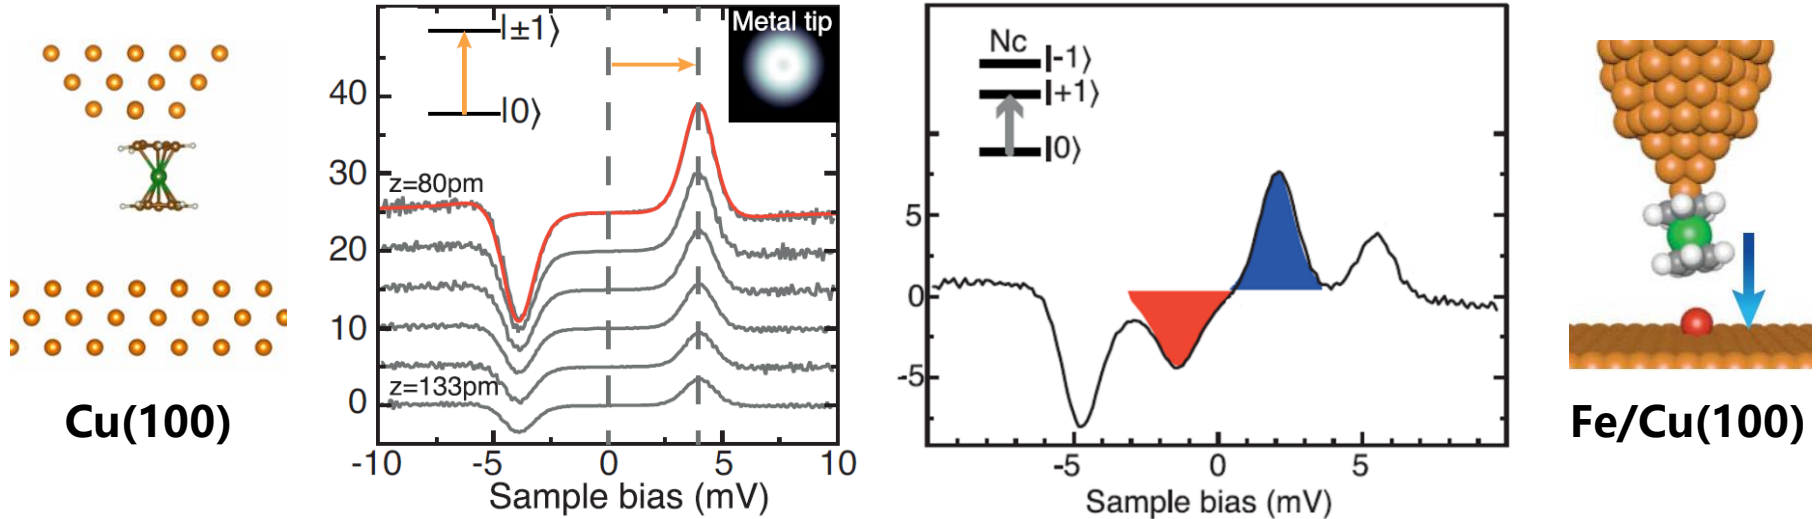 Cu(100)
|±1⟩
|0⟩
Metal tip
40
30
20
10
0
z=80pm
z=133pm
-10
-5
0
5
10
Sample bias (mV)
Nc
|-1⟩
|+1⟩
|0⟩
5
0
-5
-5
0
5
Sample bias (mV)
Fe/Cu(100)